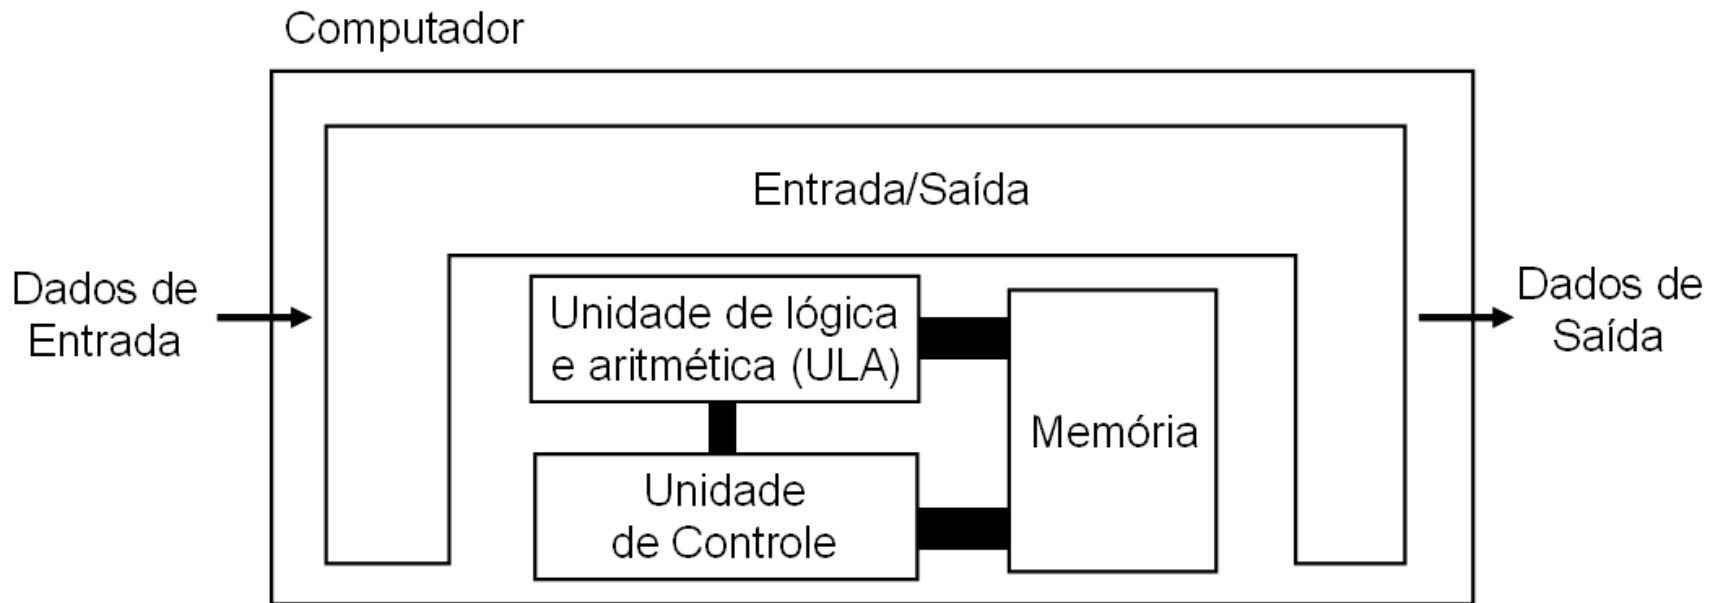 Computador
Entrada/Saída
Dados de
Entrada
Unidade de lógica
e aritmética (ULA)
Memória
Unidade
de Controle
Dados de
Saída